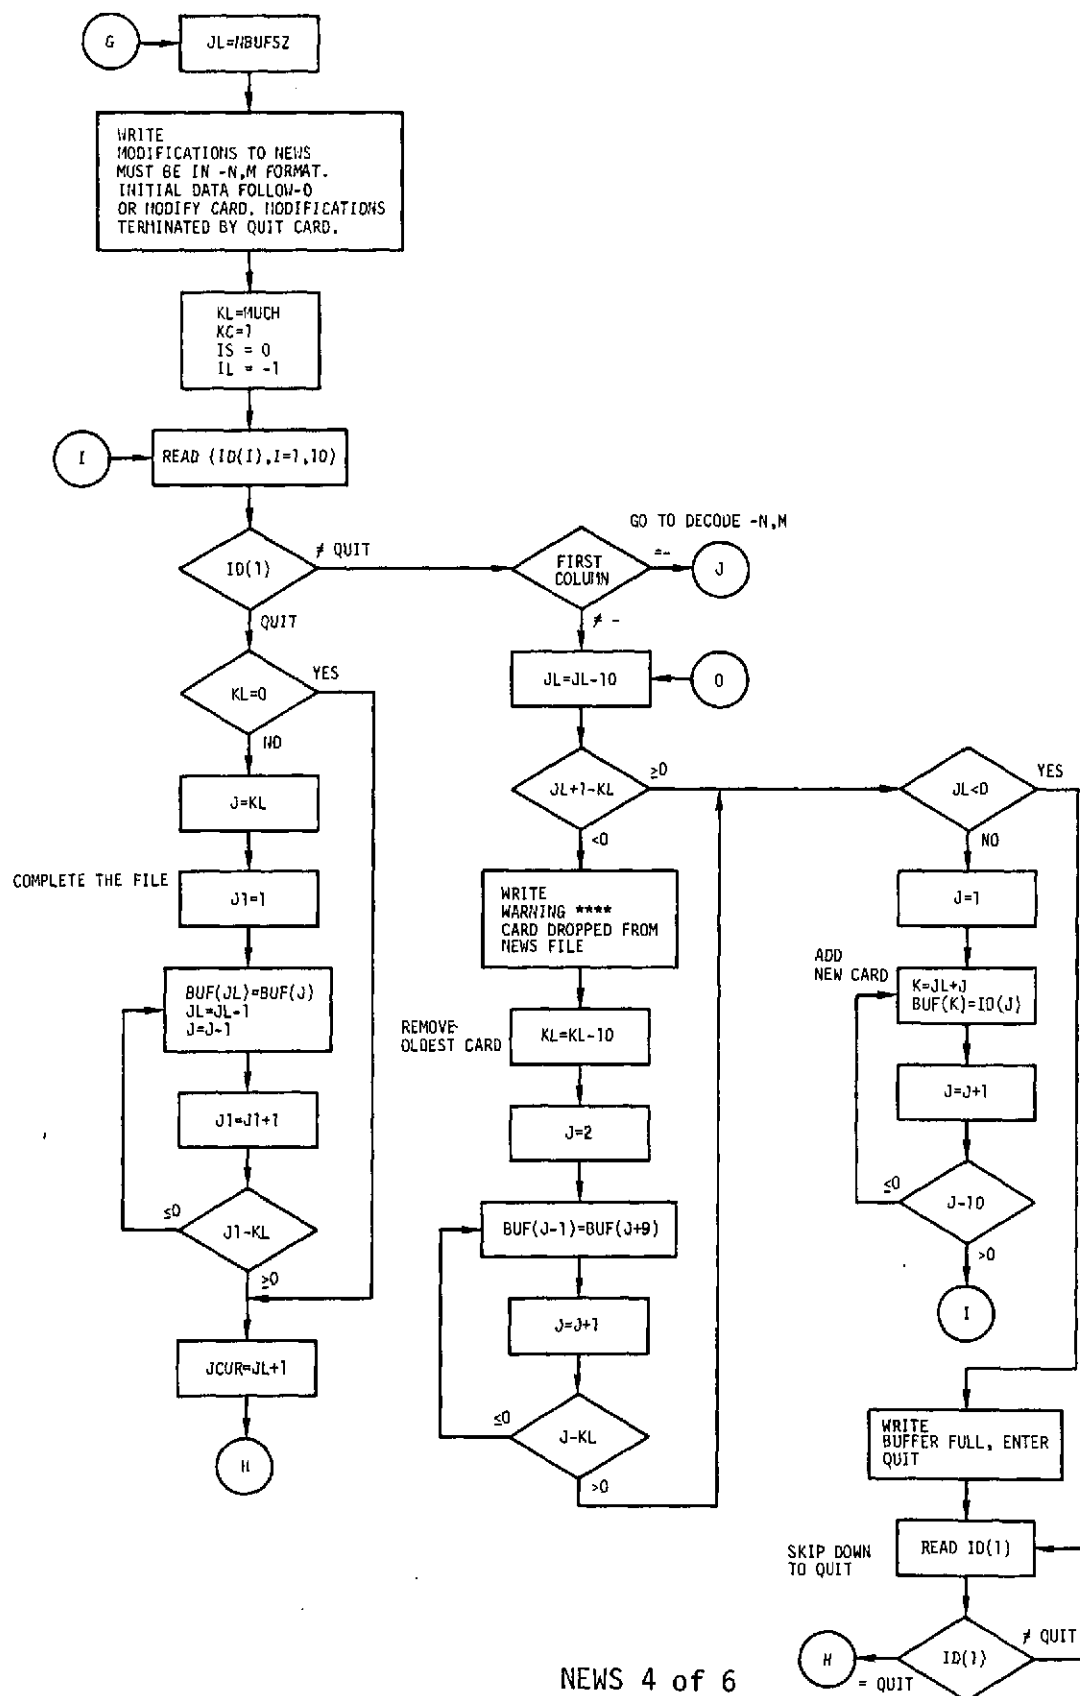 G
JL=NBUFSZ
WRITE
MODIFICATIONS TO NEWS
MUST BE IN -N,M FORMAT.
INITIAL DATA FOLLOW-0
OR MODIFY CARD. MODIFICATIONS
TERMINATED BY QUIT CARD.
KL=MUCH
KC=1
IS = 0
IL = -1
I
READ (ID(I),I=1,10)
ID(1)
≠ QUIT
QUIT
GO TO DECODE -N,M
FIRST
COLUMN
=-
J
≠ -
KL=0
YES
NO
JL=JL-10
O
J=KL
JL+1-KL
≥0
<0
JL<0
YES
NO
COMPLETE THE FILE
J1=1
WRITE
WARNING ****
CARD DROPPED FROM
NEWS FILE
J=1
BUF(JL)=BUF(J)
JL=JL-1
J=J-1
ADD
NEW CARD
K=JL+J
BUF(K)=ID(J)
REMOVE
OLDEST CARD
KL=KL-10
J1=J1+1
J=2
J=J+1
J1-KL
≤0
≥0
BUF(J-1)=BUF(J+9)
J-10
≤0
>0
J=J+1
I
JCUR=JL+1
J-KL
≤0
>0
H
WRITE
BUFFER FULL, ENTER
QUIT
SKIP DOWN
TO QUIT
READ ID(1)
H
= QUIT
ID(1)
≠ QUIT
NEWS 4 of 6